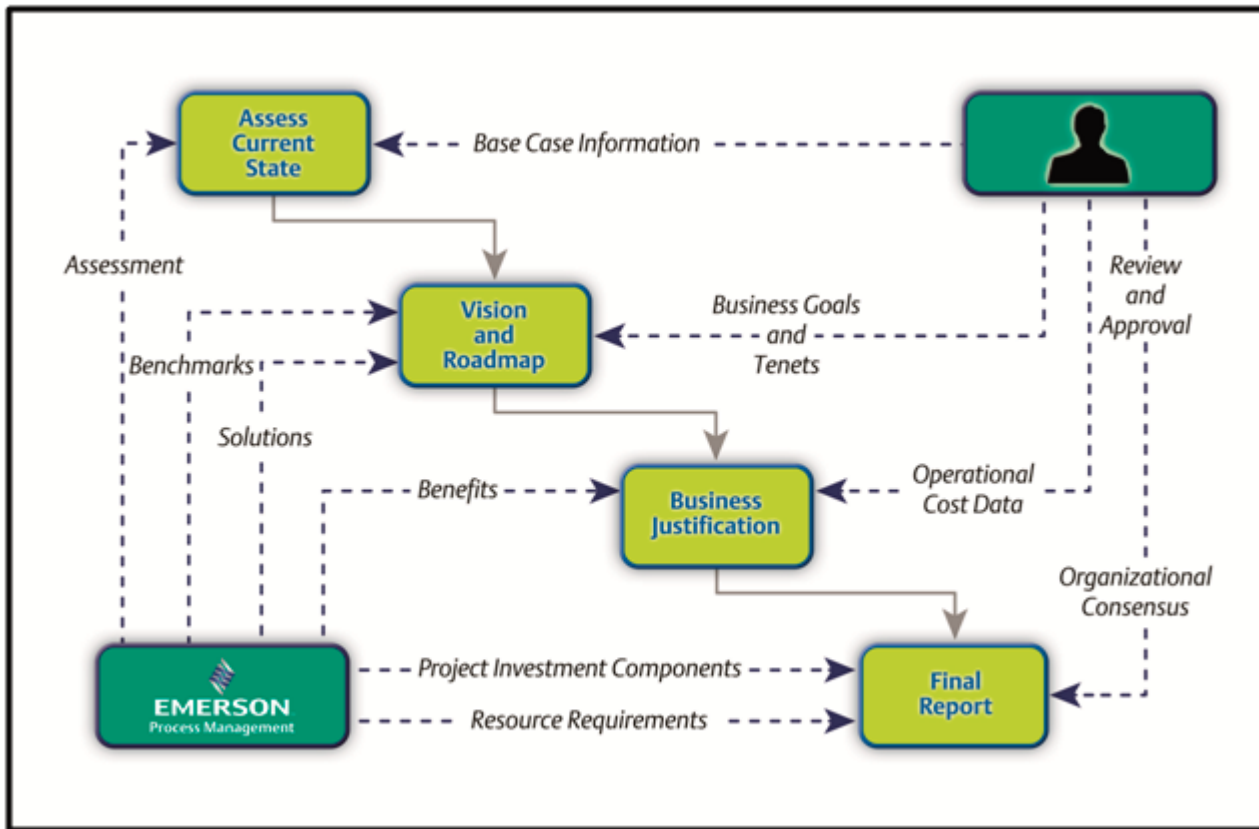 Assess
Current
State
Base Case Information
Assessment
Review
and
Approval
Vision
and
Roadmap
Business Goals
and
Tenets
Benchmarks
Solutions
Benefits
Business
Justification
Operational
Cost Data
Organizational
Consensus
EMERSON
Process Management
Project Investment Components
Resource Requirements
Final
Report